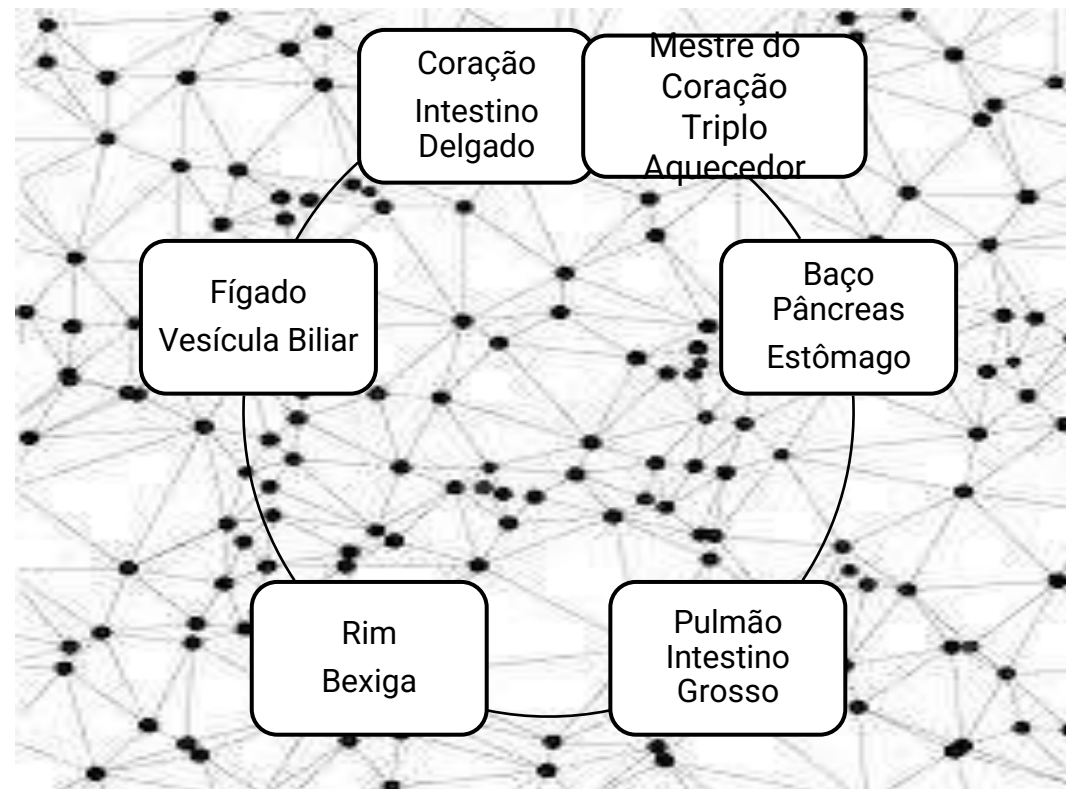 Coração
Intestino
Delgado
Mestre do
Coração
Triplo
Aquecedor
Fígado
Vesícula Biliar
Baço
Pâncreas
Estômago
Rim
Bexiga
Pulmão
Intestino
Grosso